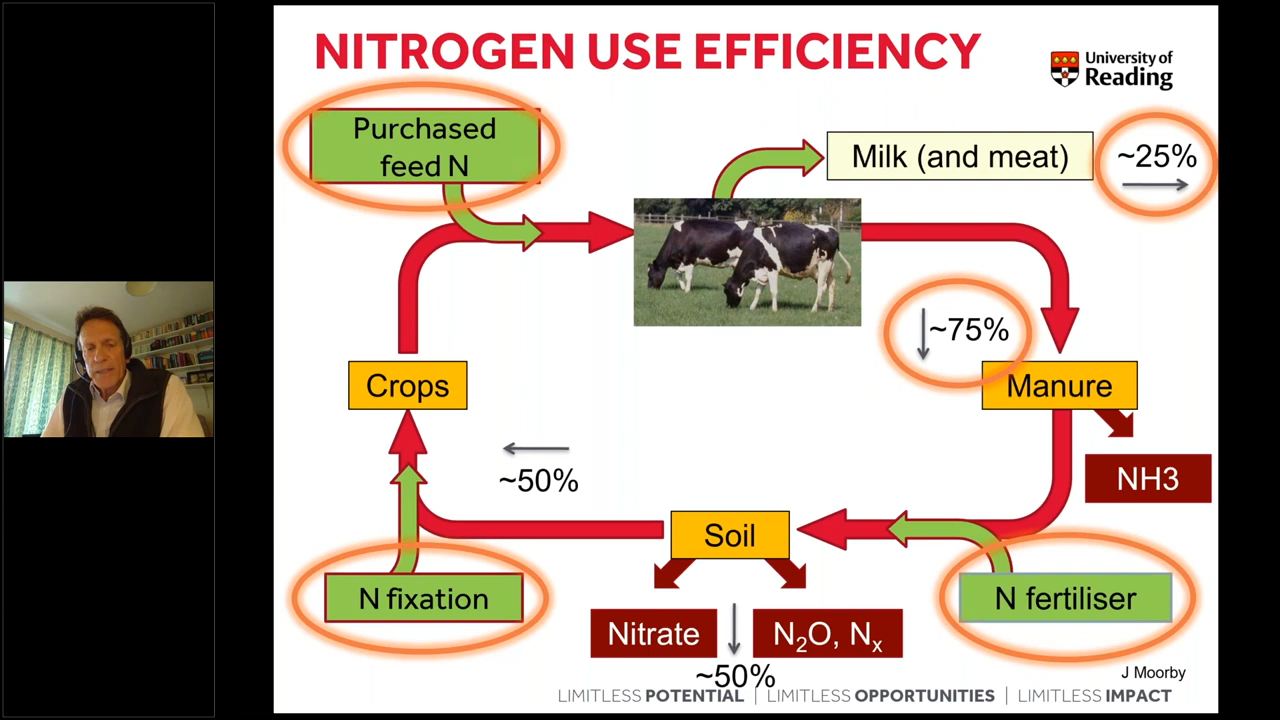 NITROGEN USE EFFICIENCY
University of
Reading
Purchased
feed N
Milk (and meat)
~25%
~75%
Crops
Manure
~50%
NH3
Soil
N fixation
N fertiliser
Nitrate
N₂O, Nₓ
~50%
J Moorby
LIMITLESS POTENTIAL | LIMITLESS OPPORTUNITIES | LIMITLESS IMPACT